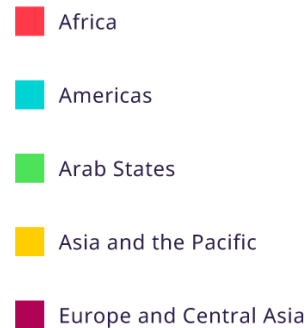 Africa
Americas
Arab States
Asia and the Pacific
Europe and Central Asia